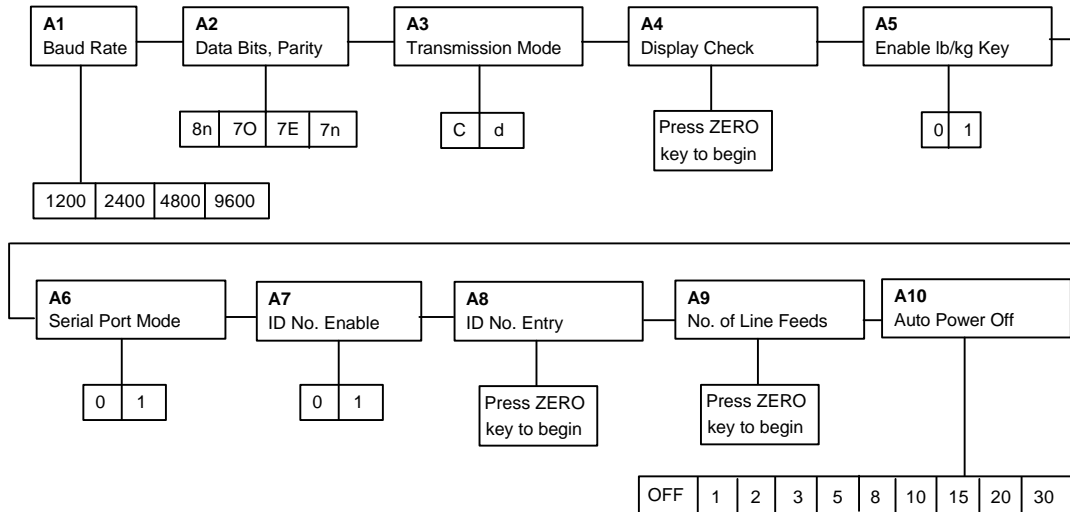 A1
Baud Rate
A2
Data Bits, Parity
A3
Transmission Mode
A4
Display Check
A5
Enable lb/kg Key
8n 7O 7E 7n
C d
Press ZERO
key to begin
0 1
1200 2400 4800 9600
A6
Serial Port Mode
A7
ID No. Enable
A8
ID No. Entry
A9
No. of Line Feeds
A10
Auto Power Off
0 1
0 1
Press ZERO
key to begin
Press ZERO
key to begin
OFF 1 2 3 5 8 10 15 20 30